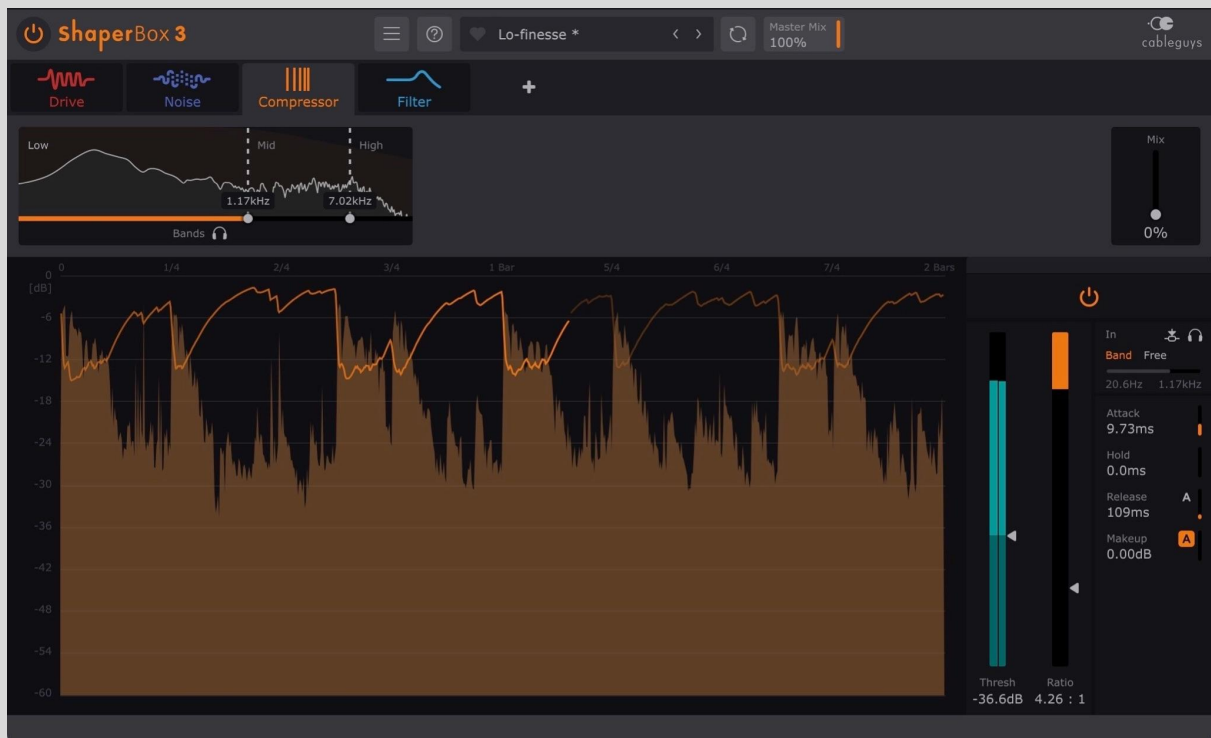 ShaperBox 3
Lo-finesse *
Master Mix
100%
cableguys
Drive
Noise
Compressor
Filter
Low
Mid
High
1.17kHz
7.02kHz
Bands
Mix
0%
0 1/4 2/4 3/4 1 Bar 5/4 6/4 7/4 2 Bars
0
[dB]
-6
-12
-18
-24
-30
-36
-42
-48
-54
-60
In
Band Free
20.6Hz 1.17kHz
Attack
9.73ms
Hold
0.0ms
Release A
109ms
Makeup A
0.00dB
Thresh Ratio
-36.6dB 4.26 : 1